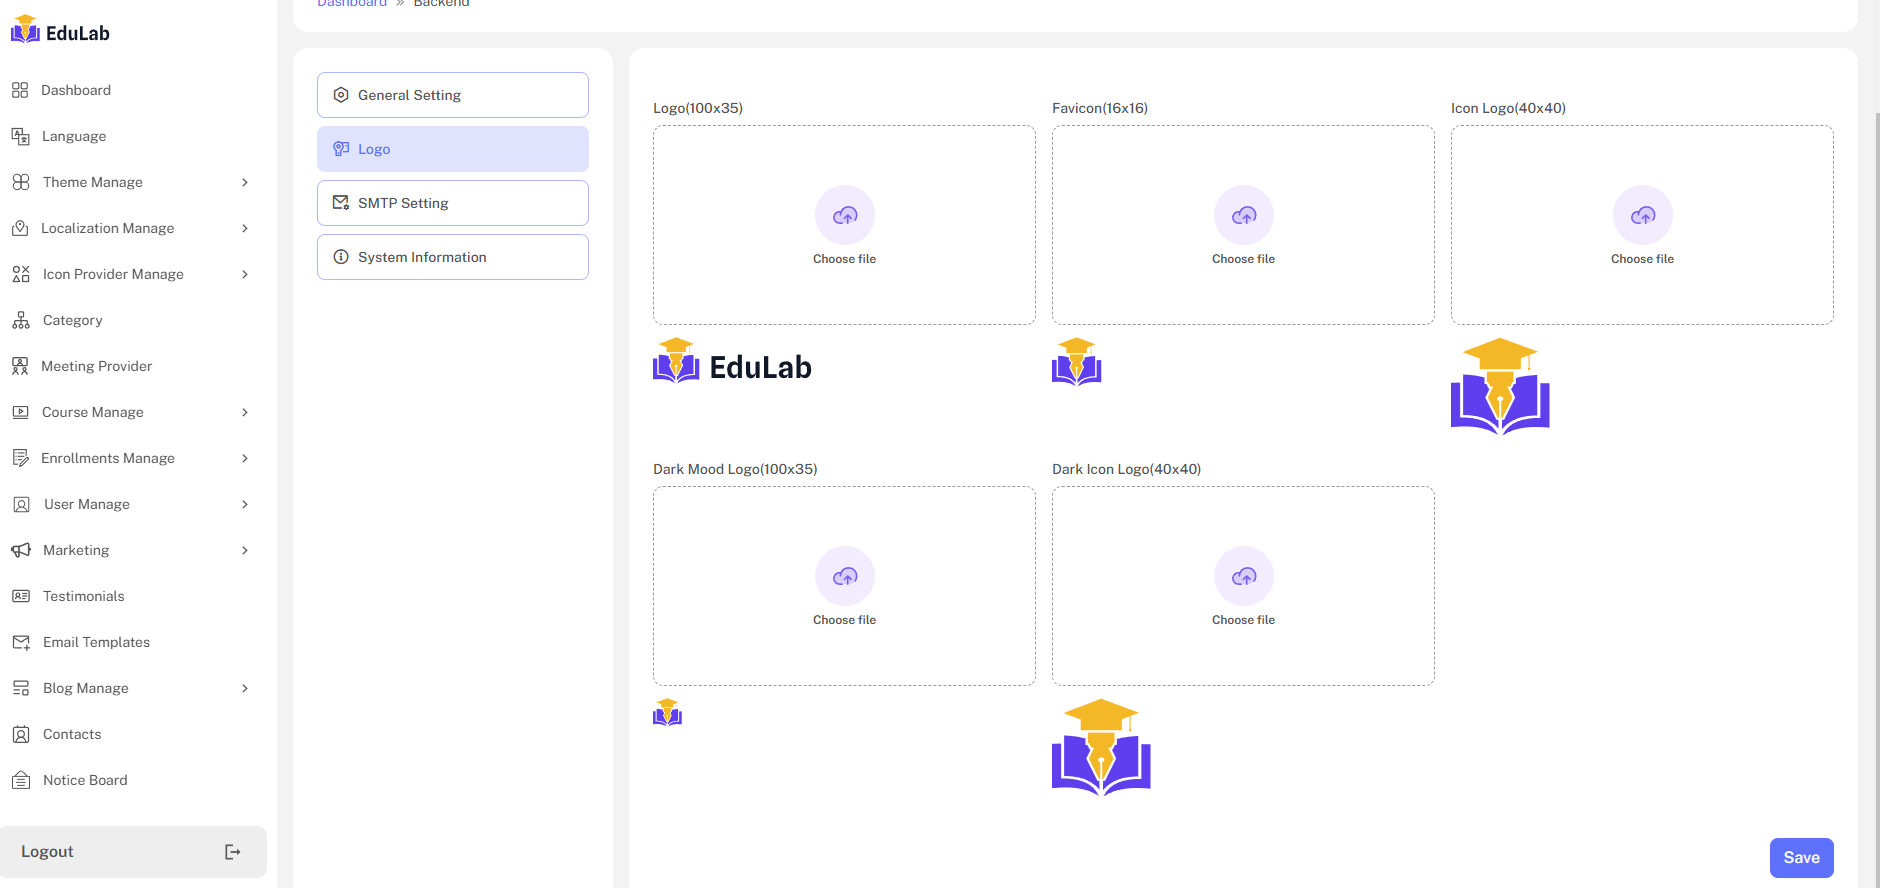 Dashboard » Backend
EduLab
Dashboard
Language
Theme Manage
Localization Manage
Icon Provider Manage
Category
Meeting Provider
Course Manage
Enrollments Manage
User Manage
Marketing
Testimonials
Email Templates
Blog Manage
Contacts
Notice Board
Logout
General Setting
Logo
SMTP Setting
System Information
Logo(100x35)
Choose file
EduLab
Favicon(16x16)
Choose file
Icon Logo(40x40)
Choose file
Dark Mood Logo(100x35)
Choose file
Dark Icon Logo(40x40)
Choose file
Save